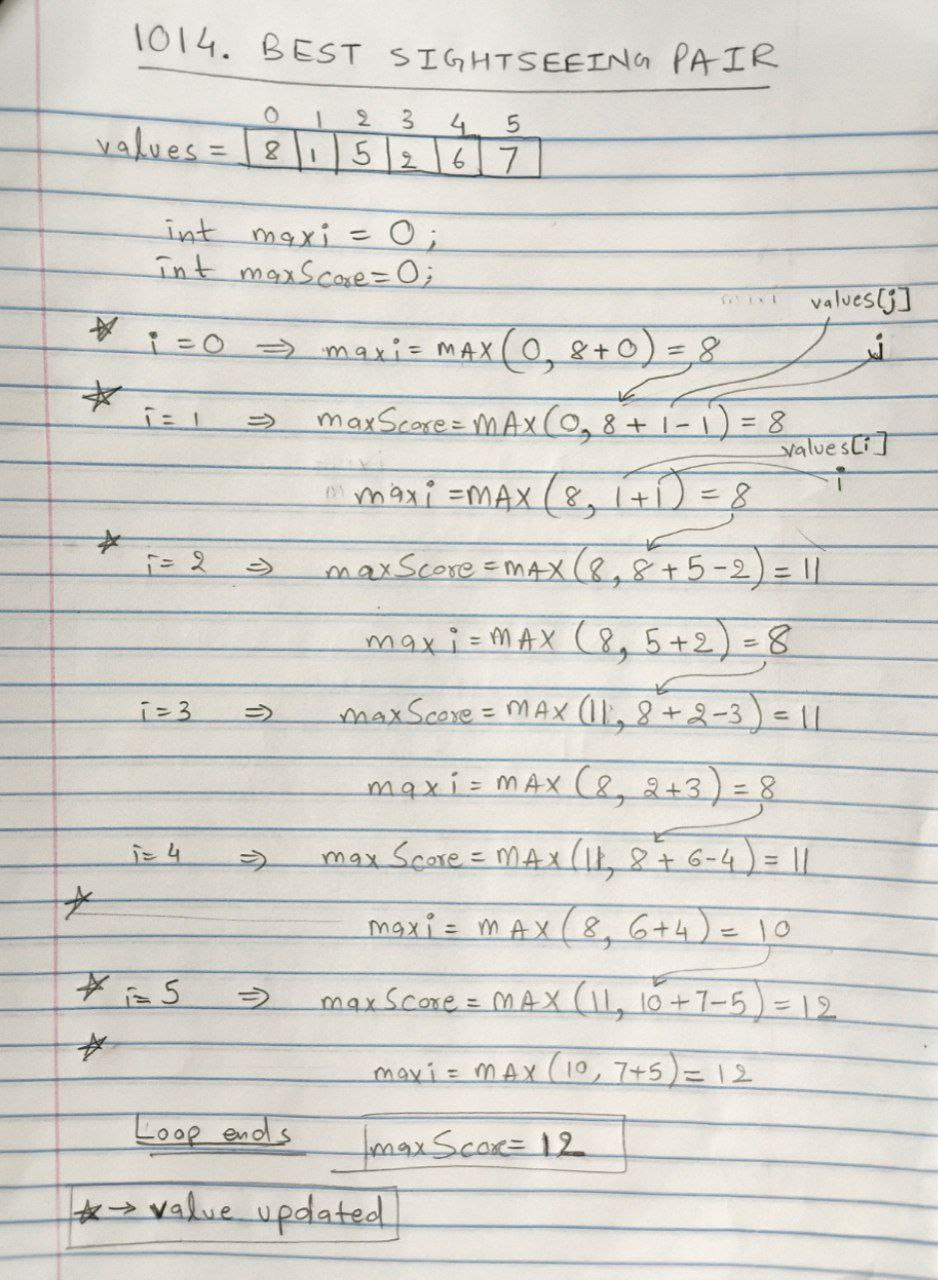 1014. BEST SIGHTSEEING PAIR
0 1 2 3 4 5
values = 8 1 5 2 6 7
int maxi = 0;
int maxScore = 0;
values[j]
☆ i = 0 ⇒ maxi = MAX(0, 8+0) = 8 j
☆ i = 1 ⇒ maxScore = MAX(0, 8+1-1) = 8
values[i]
maxi = MAX(8, 1+1) = 8 i
☆ i = 2 ⇒ maxScore = MAX(8, 8+5-2) = 11
maxi = MAX(8, 5+2) = 8
i = 3 ⇒ maxScore = MAX(11, 8+2-3) = 11
maxi = MAX(8, 2+3) = 8
i = 4 ⇒ maxScore = MAX(11, 8+6-4) = 11
☆ maxi = MAX(8, 6+4) = 10
☆ i = 5 ⇒ maxScore = MAX(11, 10+7-5) = 12
☆ maxi = MAX(10, 7+5) = 12
Loop ends maxScore = 12
☆ → value updated